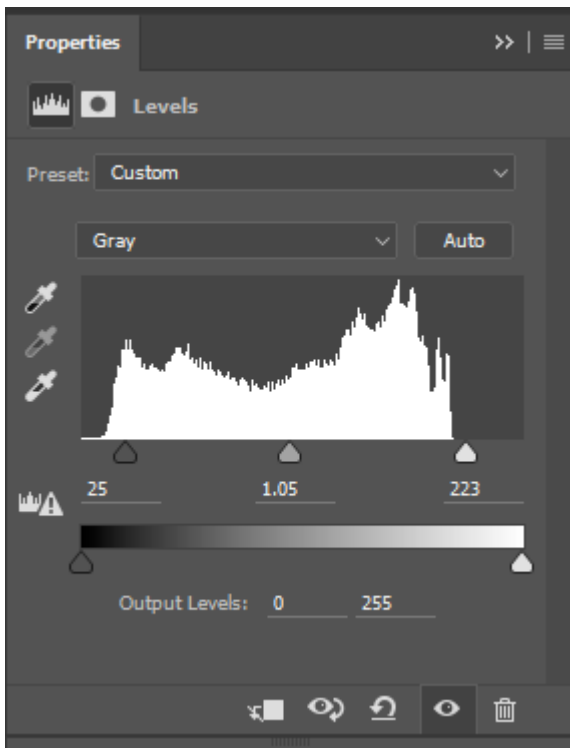 Properties
Levels
Preset: Custom
Gray Auto
25 1.05 223
Output Levels: 0 255